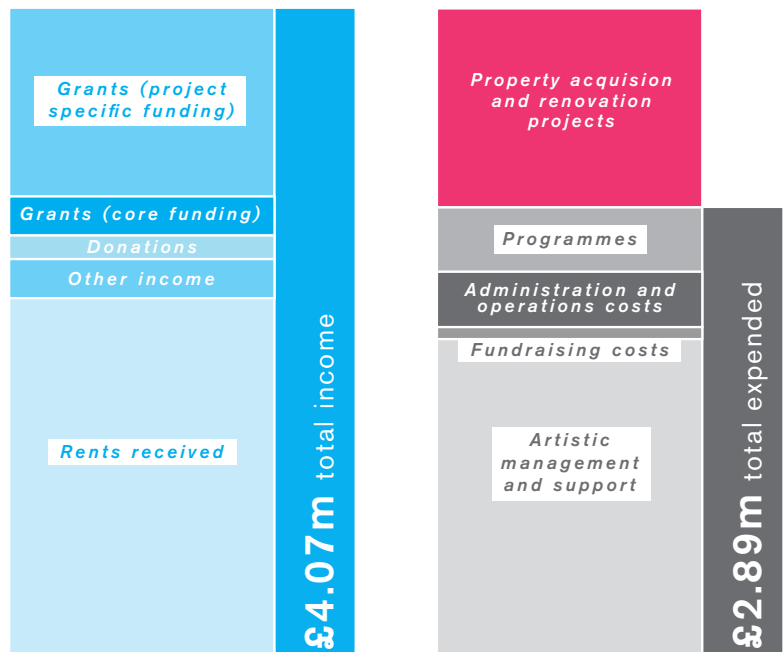 Grants (project
specific funding)
Grants (core funding)
Donations
Other income
Rents received
£4.07m total income
Property acquision
and renovation
projects
Programmes
Administration and
operations costs
Fundraising costs
Artistic
management
and support
£2.89m total expended